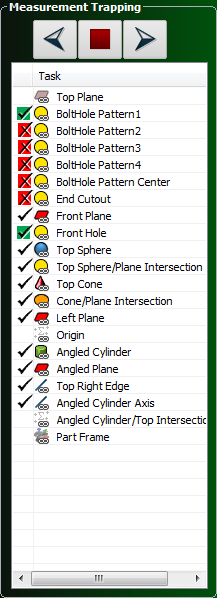 Measurement Trapping
Task
Top Plane
BoltHole Pattern1
BoltHole Pattern2
BoltHole Pattern3
BoltHole Pattern4
BoltHole Pattern Center
End Cutout
Front Plane
Front Hole
Top Sphere
Top Sphere/Plane Intersection
Top Cone
Cone/Plane Intersection
Left Plane
Origin
Angled Cylinder
Angled Plane
Top Right Edge
Angled Cylinder Axis
Angled Cylinder/Top Intersectio
Part Frame